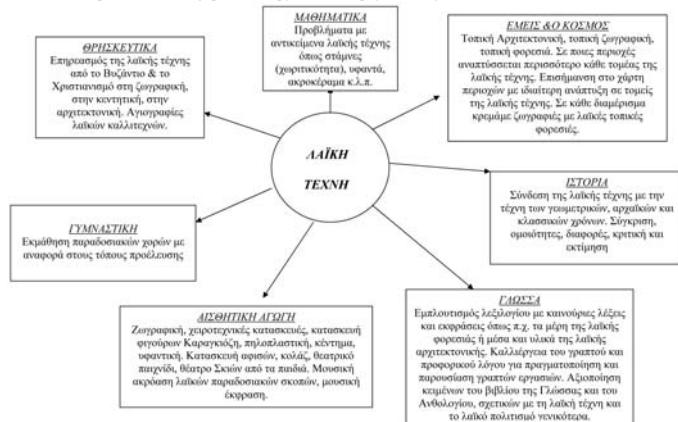 ΜΑΘΗΜΑΤΙΚΑ
Προβλήματα με
αντικείμενα λαϊκής τέχνης
όπως στάμνες
(χωριτικότητα), υφαντά,
ακροκέραμα κ.λ.π.
ΕΜΕΙΣ &Ο ΚΟΣΜΟΣ
Τοπική Αρχιτεκτονική, τοπική ζωγραφική,
τοπική φορεσιά. Σε ποιες περιοχές
αναπτύσσεται περισσότερο κάθε τομέας της
λαϊκής τέχνης. Επισήμανση στο χάρτη
περιοχών με ιδιαίτερη ανάπτυξη σε τομείς
της λαϊκής τέχνης. Σε κάθε διαμέρισμα
κρεμάμε ζωγραφιές με λαϊκές τοπικές
φορεσιές.
ΘΡΗΣΚΕΥΤΙΚΑ
Επηρεασμός της λαϊκής τέχνης
από το Βυζάντιο & το
Χριστιανισμό στη ζωγραφική,
στην κεντητική, στην
αρχιτεκτονική. Αγιογραφίες
λαϊκών καλλιτεχνών.
ΛΑΪΚΗ
ΤΕΧΝΗ
ΙΣΤΟΡΙΑ
Σύνδεση της λαϊκής τέχνης με την
τέχνη των γεωμετρικών, αρχαϊκών και
κλασσικών χρόνων. Σύγκριση,
ομοιότητες, διαφορές, κριτική και
εκτίμηση
ΓΥΜΝΑΣΤΙΚΗ
Εκμάθηση παραδοσιακών χορών με
αναφορά στους τόπους προέλευσης
ΑΙΣΘΗΤΙΚΗ ΑΓΩΓΗ
Ζωγραφική, χειροτεχνικές κατασκευές, κατασκευή
φιγούρων Καραγκιόζη, πηλοπλαστική, κέντημα,
υφαντική. Κατασκευή αφισών, κολάζ, θεατρικό
παιχνίδι, θέατρο Σκιών από τα παιδιά. Μουσική
ακρόαση λαϊκών παραδοσιακών σκοπών, μουσική
έκφραση.
ΓΛΩΣΣΑ
Εμπλουτισμός λεξιλογίου με καινούριες λέξεις
και εκφράσεις όπως π.χ. τα μέρη της λαϊκής
φορεσιάς ή μέσα και υλικά της λαϊκής
αρχιτεκτονικής. Καλλιέργεια του γραπτού και
προφορικού λόγου για πραγματοποίηση και
παρουσίαση γραπτών εργασιών. Αξιοποίηση
κειμένων του βιβλίου της Γλώσσας και του
Ανθολογίου, σχετικών με τη λαϊκή τέχνη και
το λαϊκό πολιτισμό γενικότερα.